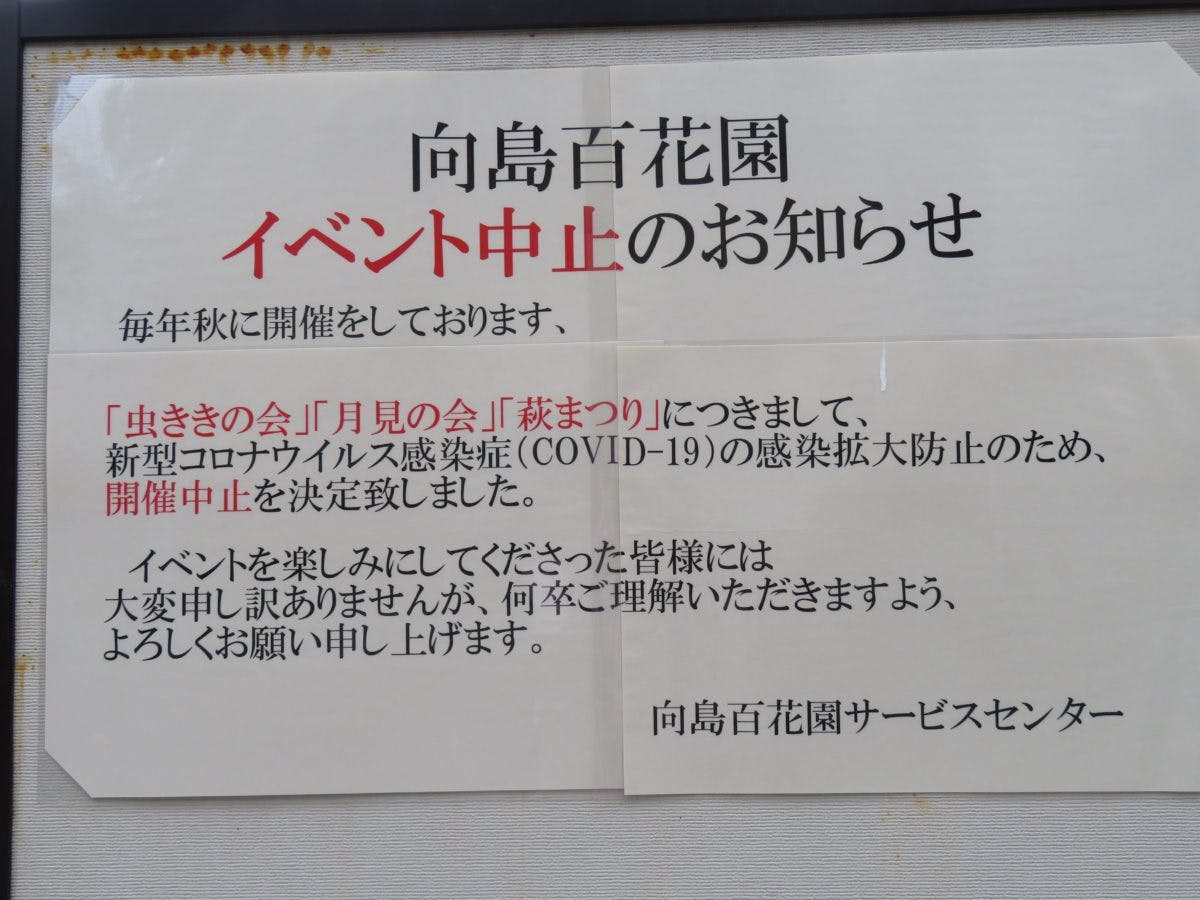 向島百花園
イベント中止のお知らせ
毎年秋に開催をしております、
「虫ききの会」「月見の会」「萩まつり」につきまして、
新型コロナウイルス感染症(COVID-19)の感染拡大防止のため、
開催中止を決定致しました。
イベントを楽しみにしてくださった皆様には
大変申し訳ありませんが、何卒ご理解いただきますよう、
よろしくお願い申し上げます。
向島百花園サービスセンター